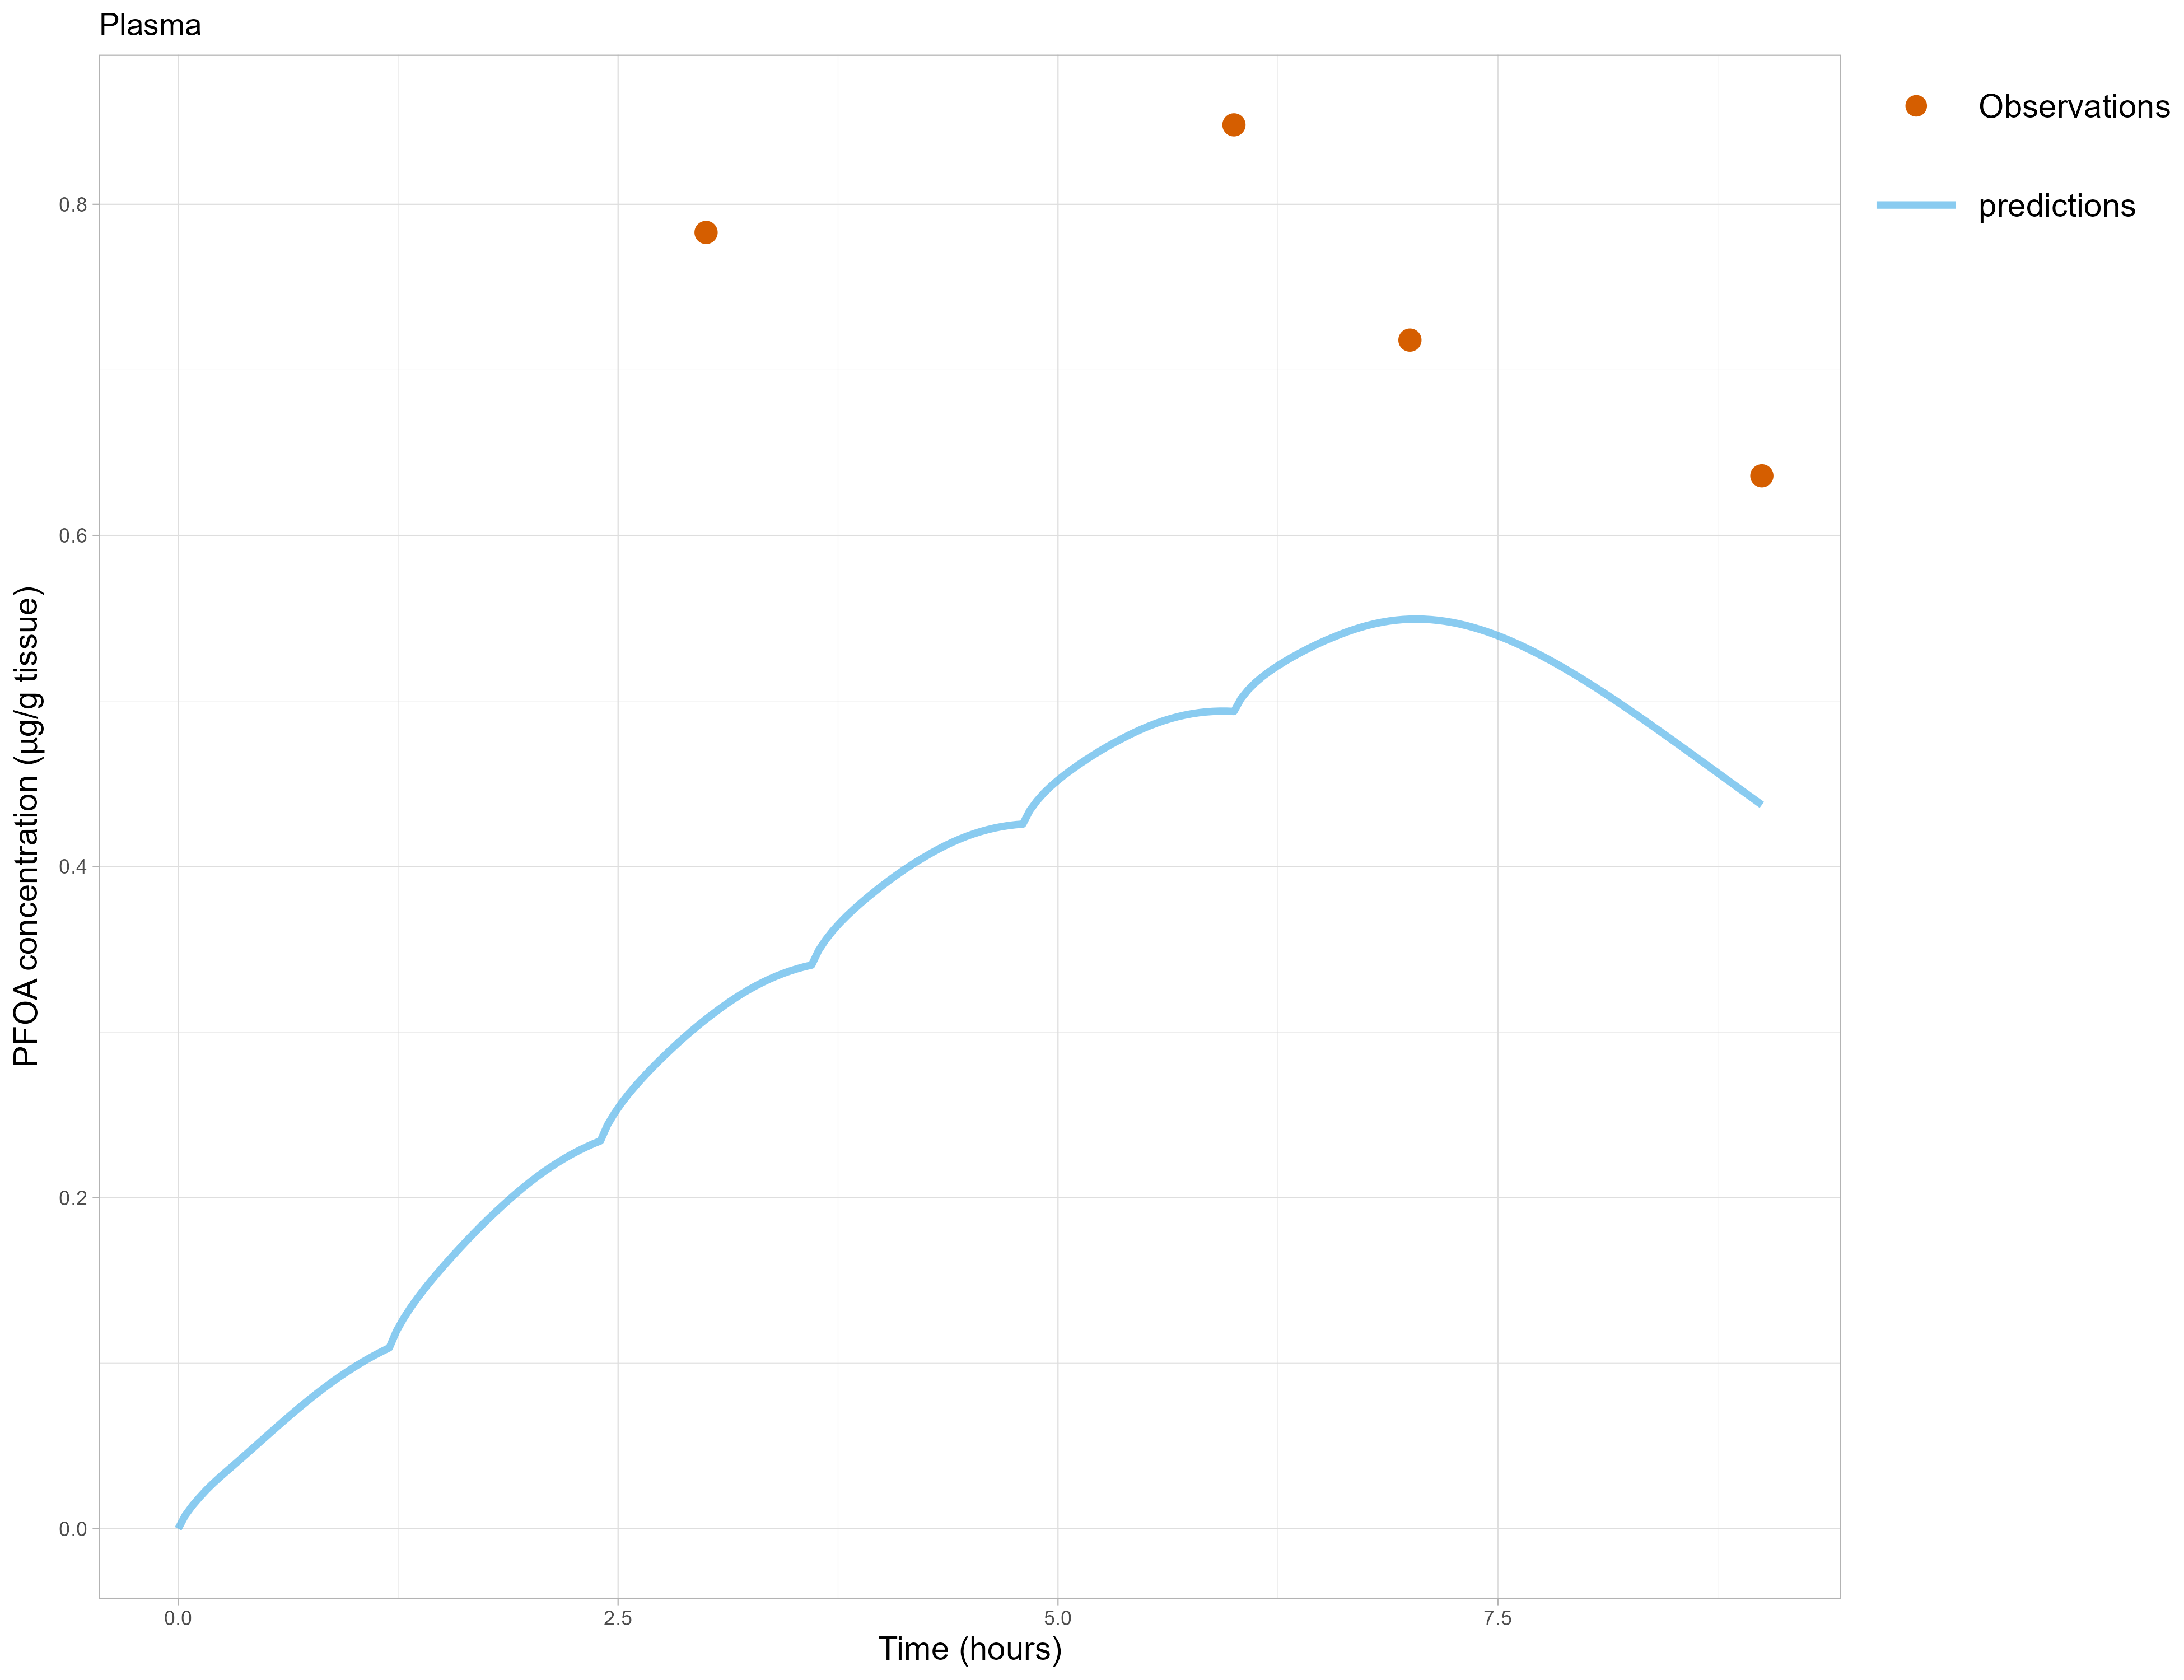 Plasma
Observations
predictions
PFOA concentration (µg/g tissue)
0.8
0.6
0.4
0.2
0.0
0.0 2.5 5.0 7.5
Time (hours)